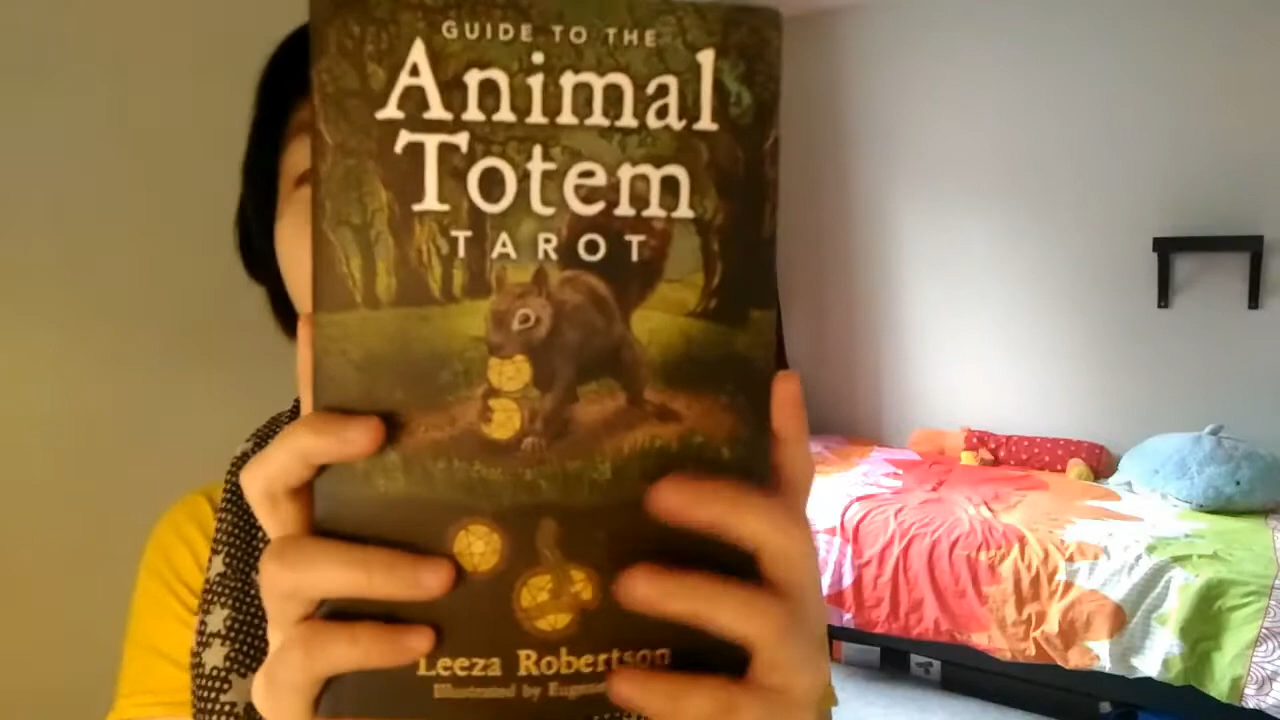 GUIDE TO THE
Animal
Totem
TAROT
Leeza Robertson
Illustrated by